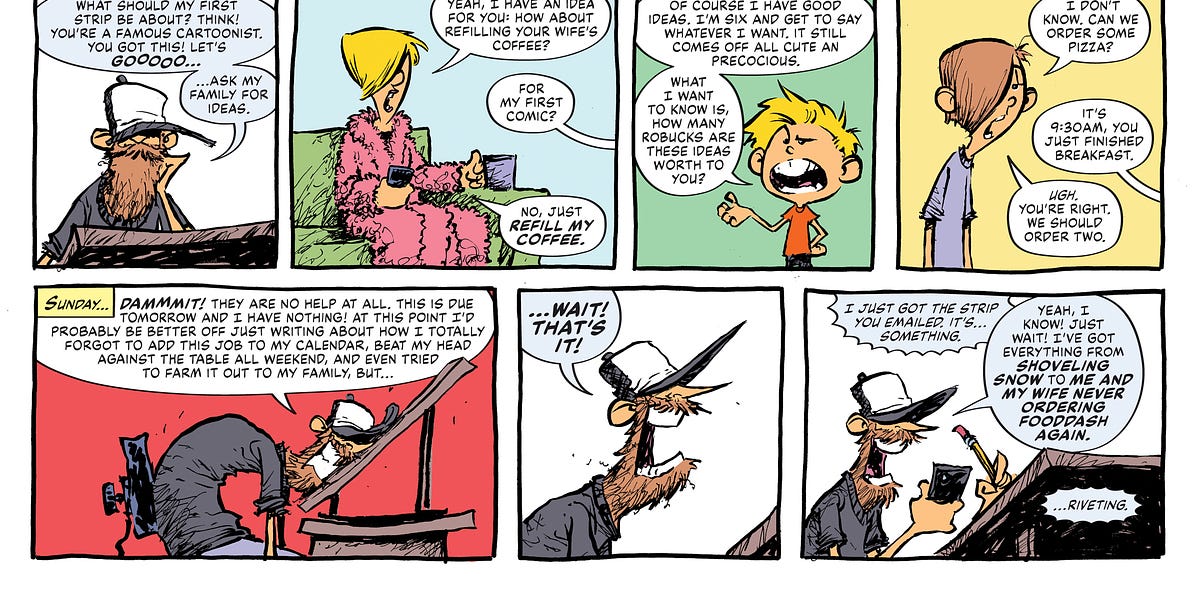 WHAT SHOULD MY FIRST
STRIP BE ABOUT? THINK!
YOU'RE A FAMOUS CARTOONIST.
YOU GOT THIS! LET'S
GOOOOO...
...ASK MY
FAMILY FOR
IDEAS.
YEAH, I HAVE AN IDEA
FOR YOU: HOW ABOUT
REFILLING YOUR WIFE'S
COFFEE?
FOR
MY FIRST
COMIC?
NO, JUST
REFILL MY
COFFEE.
OF COURSE I HAVE GOOD
IDEAS. I'M SIX AND GET TO SAY
WHATEVER I WANT. IT STILL
COMES OFF ALL CUTE AN
PRECOCIOUS.
WHAT
I WANT
TO KNOW IS,
HOW MANY
ROBUCKS ARE
THESE IDEAS
WORTH TO
YOU?
I DON'T
KNOW. CAN WE
ORDER SOME
PIZZA?
IT'S
9:30AM, YOU
JUST FINISHED
BREAKFAST.
UGH.
YOU'RE RIGHT.
WE SHOULD
ORDER TWO.
SUNDAY...
DAMMMIT! THEY ARE NO HELP AT ALL. THIS IS DUE
TOMORROW AND I HAVE NOTHING! AT THIS POINT I'D
PROBABLY BE BETTER OFF JUST WRITING ABOUT HOW I TOTALLY
FORGOT TO ADD THIS JOB TO MY CALENDAR, BEAT MY HEAD
AGAINST THE TABLE ALL WEEKEND, AND EVEN TRIED
TO FARM IT OUT TO MY FAMILY, BUT...
...WAIT!
THAT'S
IT!
I JUST GOT THE STRIP
YOU EMAILED. IT'S...
SOMETHING.
YEAH, I
KNOW! JUST
WAIT! I'VE GOT
EVERYTHING FROM
SHOVELING
SNOW TO ME AND
MY WIFE NEVER
ORDERING
FOODDASH
AGAIN.
...RIVETING.